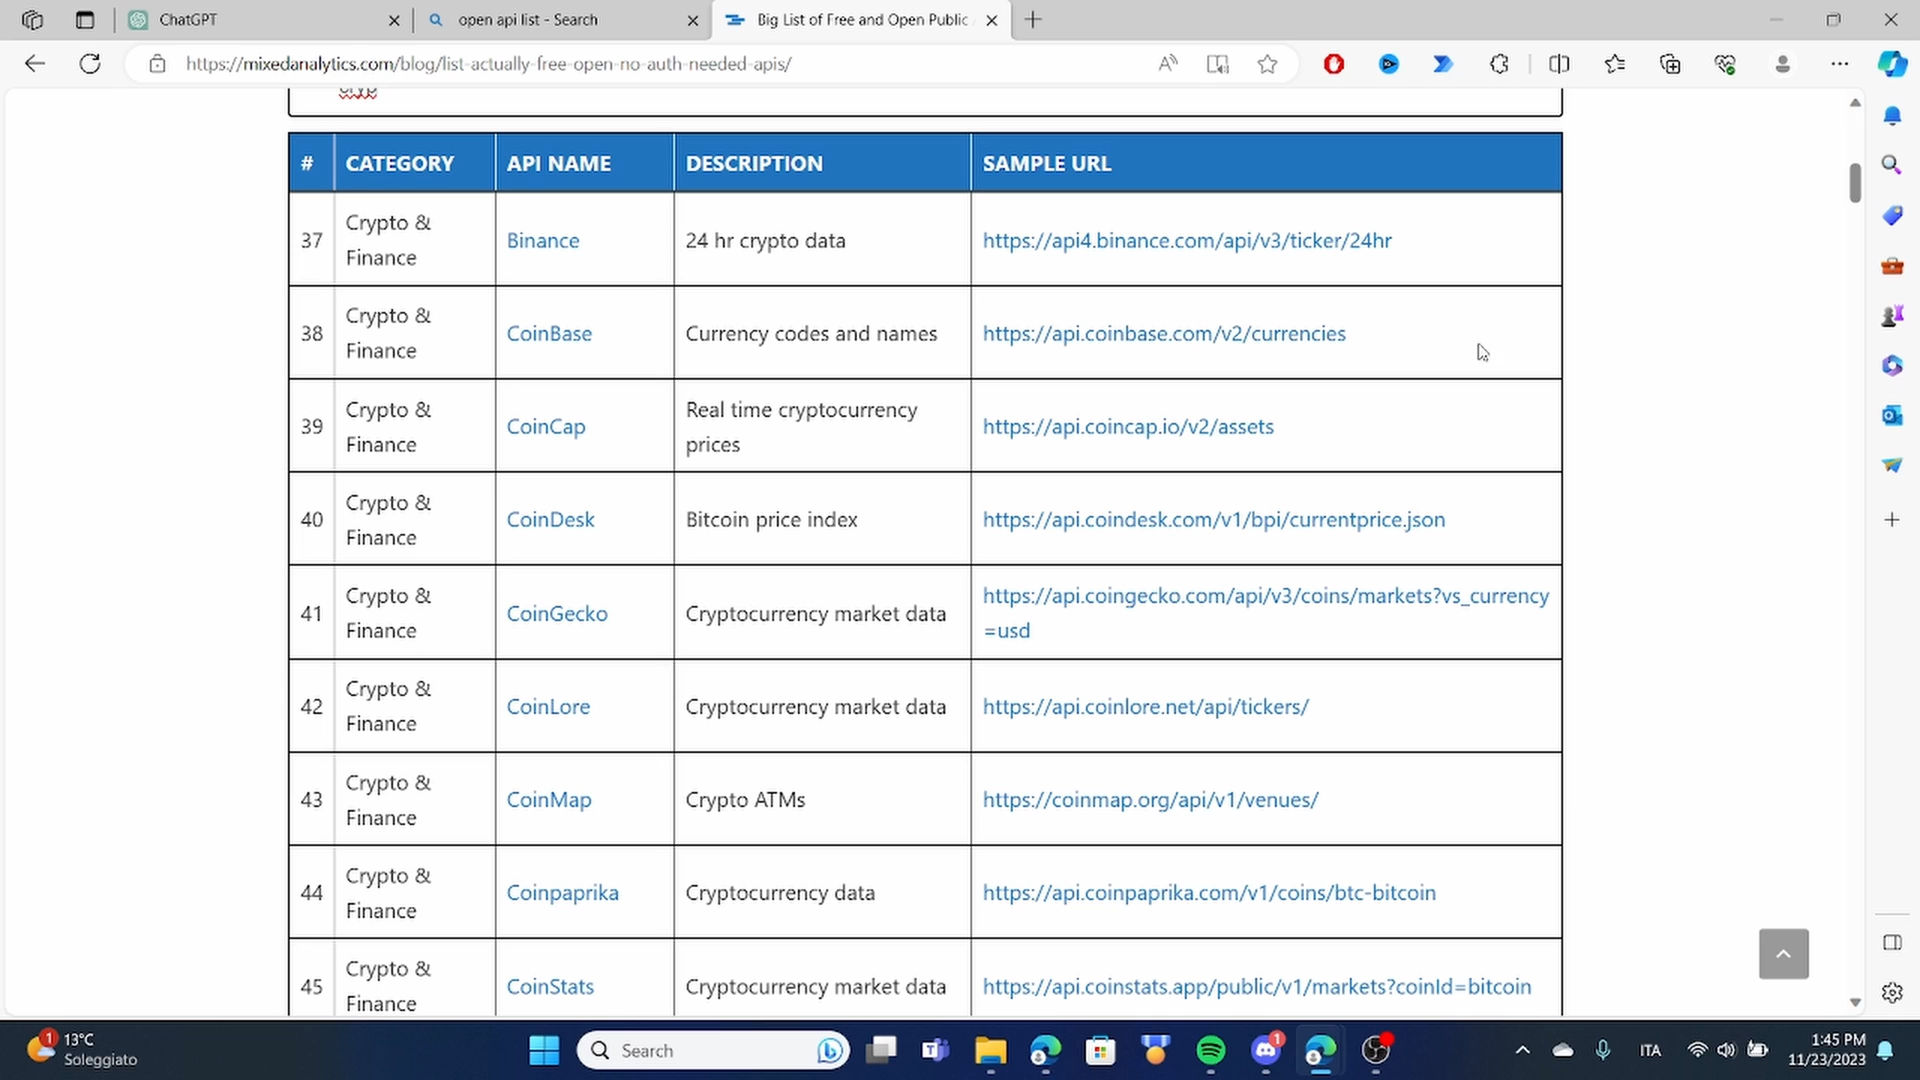 ChatGPT
open api list - Search
Big List of Free and Open Public
https://mixedanalytics.com/blog/list-actually-free-open-no-auth-needed-apis/
# CATEGORY API NAME DESCRIPTION SAMPLE URL
37 Crypto & Finance Binance 24 hr crypto data https://api4.binance.com/api/v3/ticker/24hr
38 Crypto & Finance CoinBase Currency codes and names https://api.coinbase.com/v2/currencies
39 Crypto & Finance CoinCap Real time cryptocurrency prices https://api.coincap.io/v2/assets
40 Crypto & Finance CoinDesk Bitcoin price index https://api.coindesk.com/v1/bpi/currentprice.json
41 Crypto & Finance CoinGecko Cryptocurrency market data https://api.coingecko.com/api/v3/coins/markets?vs_currency=usd
42 Crypto & Finance CoinLore Cryptocurrency market data https://api.coinlore.net/api/tickers/
43 Crypto & Finance CoinMap Crypto ATMs https://coinmap.org/api/v1/venues/
44 Crypto & Finance Coinpaprika Cryptocurrency data https://api.coinpaprika.com/v1/coins/btc-bitcoin
45 Crypto & Finance CoinStats Cryptocurrency market data https://api.coinstats.app/public/v1/markets?coinId=bitcoin
1
13°C
Soleggiato
Search
1
ITA
1:45 PM
11/23/2023